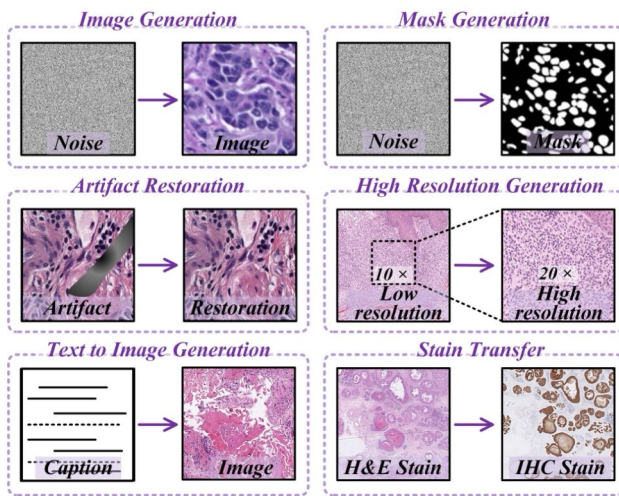 Image Generation
Mask Generation
Noise
Image
Noise
Mask
Artifact Restoration
High Resolution Generation
Artifact
Restoration
10 ×
Low
resolution
20 ×
High
resolution
Text to Image Generation
Stain Transfer
Caption
Image
H&E Stain
IHC Stain